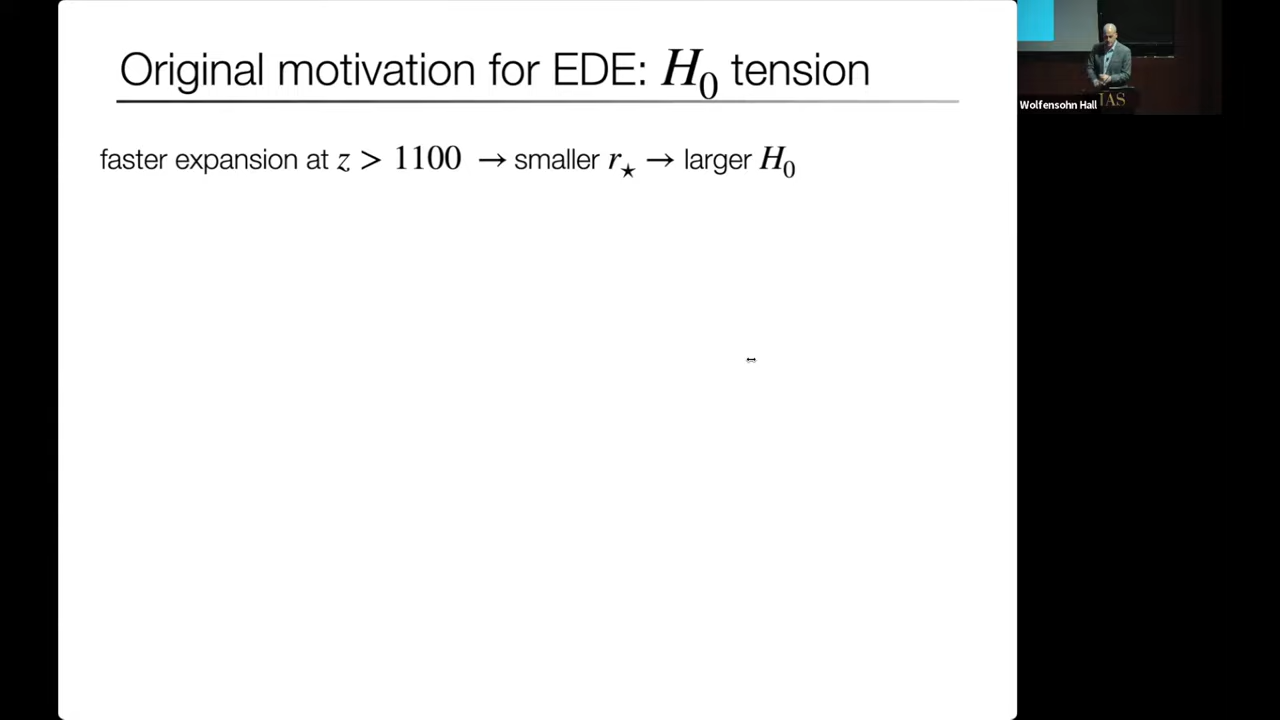 Original motivation for EDE: H₀ tension
faster expansion at z > 1100 → smaller r⋆ → larger H₀
Wolfensohn Hall
IAS